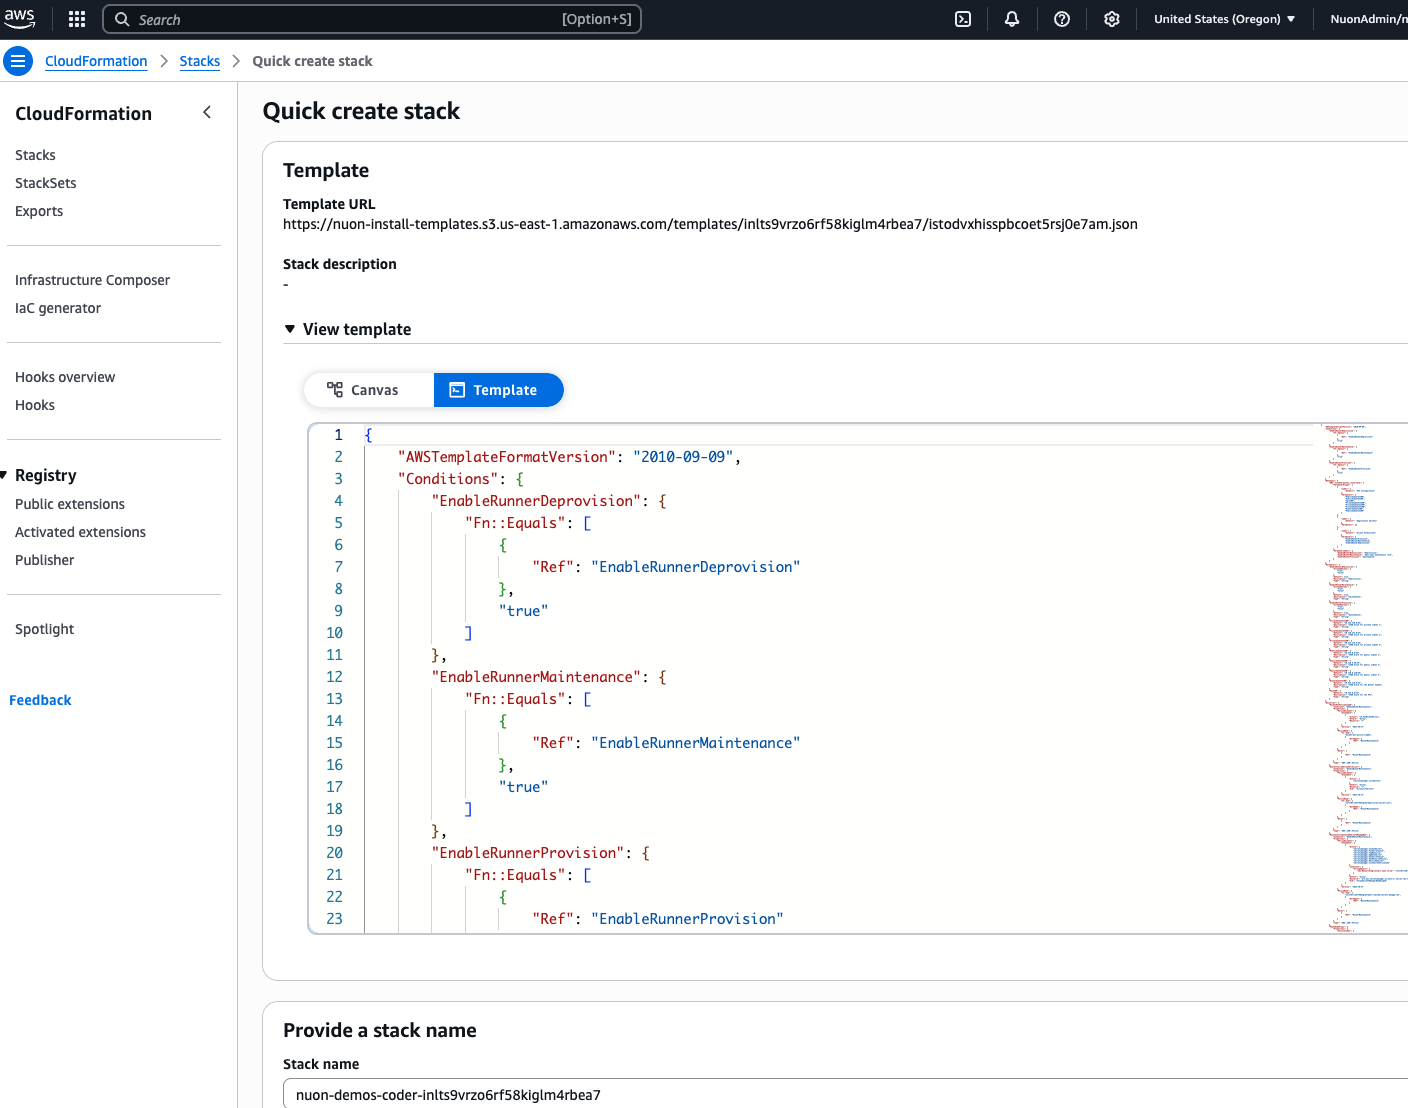 aws
Search
[Option+S]
United States (Oregon)
CloudFormation
Stacks
Quick create stack
CloudFormation
Stacks
StackSets
Exports
Infrastructure Composer
IaC generator
Hooks overview
Hooks
Registry
Public extensions
Activated extensions
Publisher
Spotlight
Feedback
Quick create stack
Template
Template URL
https://nuon-install-templates.s3.us-east-1.amazonaws.com/templates/inlts9vrzo6rf58kiglm4rbea7/istodvxhisspbcoet5rsj0e7am.json
Stack description
-
View template
Canvas
Template
1 {
2 "AWSTemplateFormatVersion": "2010-09-09",
3 "Conditions": {
4 "EnableRunnerDeprovision": {
5 "Fn::Equals": [
6 {
7 "Ref": "EnableRunnerDeprovision"
8 },
9 "true"
10 ]
11 },
12 "EnableRunnerMaintenance": {
13 "Fn::Equals": [
14 {
15 "Ref": "EnableRunnerMaintenance"
16 },
17 "true"
18 ]
19 },
20 "EnableRunnerProvision": {
21 "Fn::Equals": [
22 {
23 "Ref": "EnableRunnerProvision"
Provide a stack name
Stack name
nuon-demos-coder-inlts9vrzo6rf58kiglm4rbea7